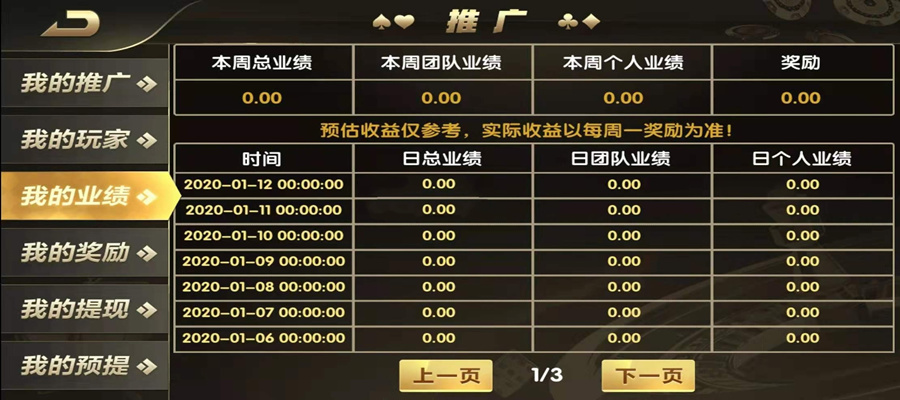 推广
我的推广
我的玩家
我的业绩
我的奖励
我的提现
我的预提
本周总业绩 本周团队业绩 本周个人业绩 奖励
0.00 0.00 0.00 0.00
预估收益仅参考，实际收益以每周一奖励为准！
时间 日总业绩 日团队业绩 日个人业绩
2020-01-12 00:00:00 0.00 0.00 0.00
2020-01-11 00:00:00 0.00 0.00 0.00
2020-01-10 00:00:00 0.00 0.00 0.00
2020-01-09 00:00:00 0.00 0.00 0.00
2020-01-08 00:00:00 0.00 0.00 0.00
2020-01-07 00:00:00 0.00 0.00 0.00
2020-01-06 00:00:00 0.00 0.00 0.00
上一页 1/3 下一页